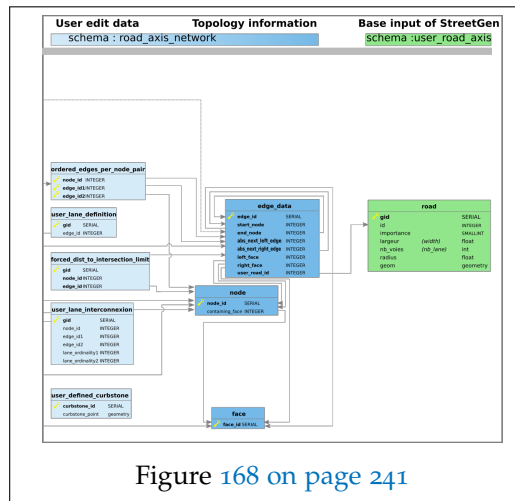 User edit data Topology information Base input of StreetGen
schema : road_axis_network schema :user_road_axis
ordered_edges_per_node_pair
node_id INTEGER
edge_id1 INTEGER
edge_id2 INTEGER
user_lane_definition
gid SERIAL
edge_id INTEGER
forced_dist_to_intersection_limit
gid SERIAL
node_id INTEGER
edge_id INTEGER
user_lane_interconnexion
gid SERIAL
node_id INTEGER
edge_id1 INTEGER
edge_id2 INTEGER
lane_ordinality1 INTEGER
lane_ordinality2 INTEGER
user_defined_curbstone
curbstone_id SERIAL
curbstone_point geometry
edge_data
edge_id SERIAL
start_node INTEGER
end_node INTEGER
abs_next_left_edge INTEGER
abs_next_right_edge INTEGER
left_face INTEGER
right_face INTEGER
user_road_id INTEGER
node
node_id SERIAL
containing_face INTEGER
face
face_id SERIAL
road
gid SERIAL
id INTEGER
importance SMALLINT
largeur (width) float
nb_voies (nb_lane) int
radius float
geom geometry
Figure 168 on page 241